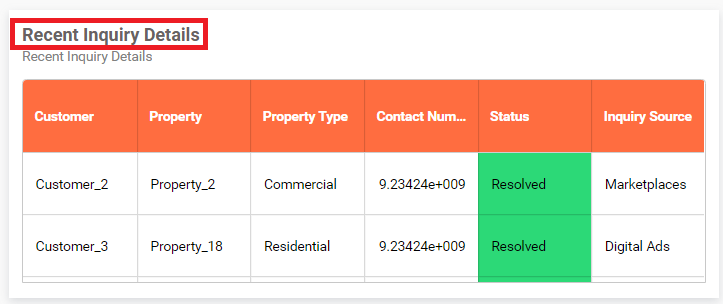 Recent Inquiry Details
Recent Inquiry Details
Customer Property Property Type Contact Num... Status Inquiry Source
Customer_2 Property_2 Commercial 9.23424e+009 Resolved Marketplaces
Customer_3 Property_18 Residential 9.23424e+009 Resolved Digital Ads